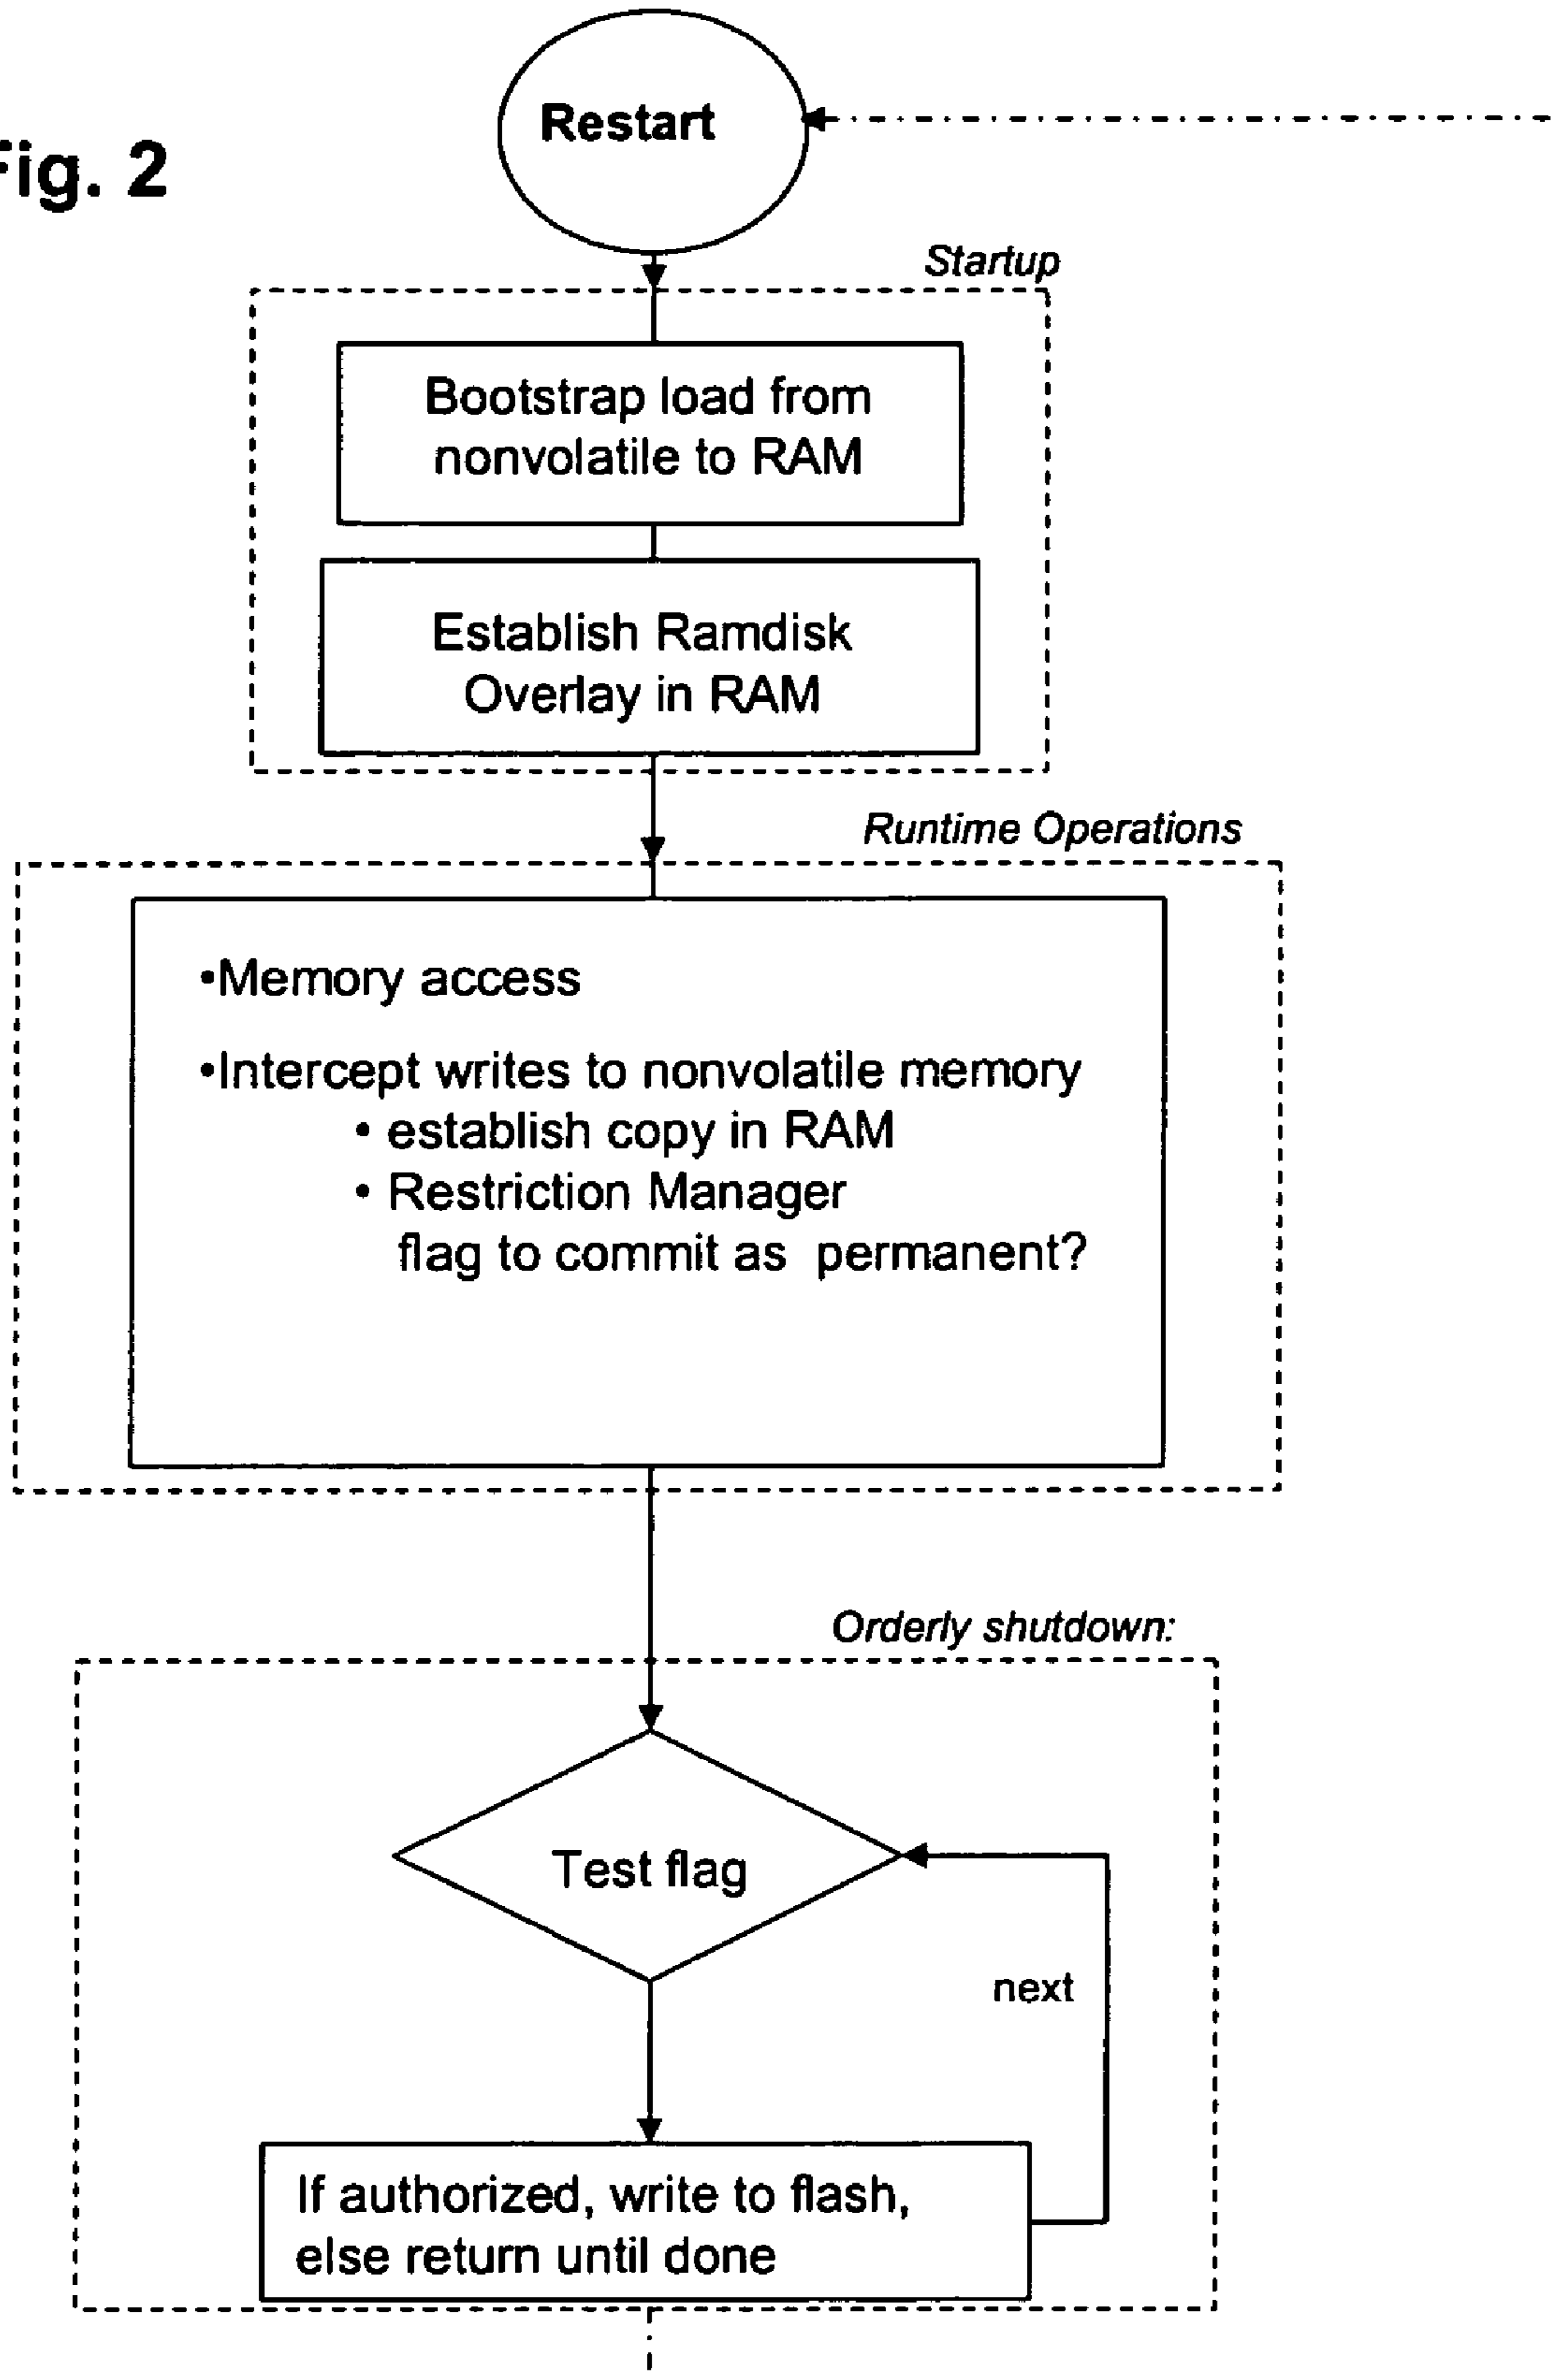 Restart
Fig. 2
Startup
Bootstrap load from
nonvolatile to RAM
Establish Ramdisk
Overlay in RAM
Runtime Operations
•Memory access
•Intercept writes to nonvolatile memory
• establish copy in RAM
• Restriction Manager
flag to commit as permanent?
Orderly shutdown:
Test flag
next
If authorized, write to flash,
else return until done